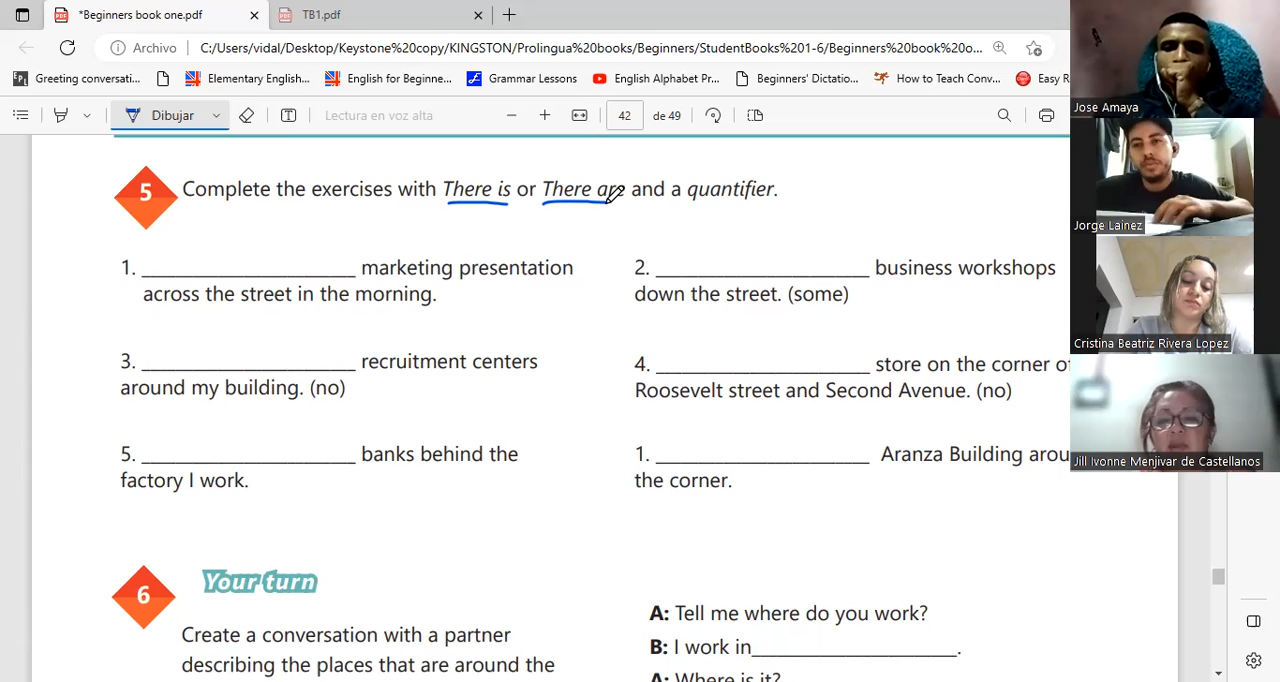 *Beginners book one.pdf
TB1.pdf
Archivo
C:/Users/vidal/Desktop/Keystone%20copy/KINGSTON/Prolingua%20books/Beginners/StudentBooks%201-6/Beginners%20book%20o...
Greeting conversati...
Elementary English...
English for Beginne...
Grammar Lessons
English Alphabet Pr...
Beginners' Dictatio...
How to Teach Conv...
Easy R
Dibujar
Lectura en voz alta
42
de 49
5
Complete the exercises with There is or There are and a quantifier.
1. ____________________ marketing presentation
across the street in the morning.
2. ____________________ business workshops
down the street. (some)
3. ____________________ recruitment centers
around my building. (no)
4. ____________________ store on the corner of
Roosevelt street and Second Avenue. (no)
5. ____________________ banks behind the
factory I work.
1. ____________________ Aranza Building arou
the corner.
6
Your turn
Create a conversation with a partner
describing the places that are around the
A: Tell me where do you work?
B: I work in____________________.
A: Where is it?
Jose Amaya
Jorge Lainez
Cristina Beatriz Rivera Lopez
Jill Ivonne Menjivar de Castellanos